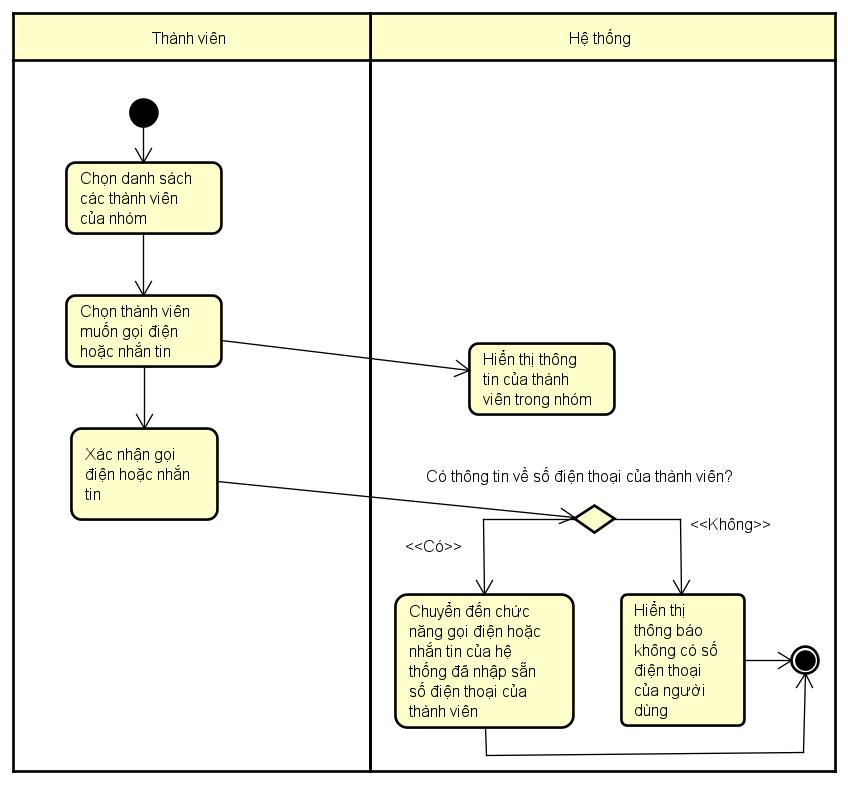 Thành viên
Hệ thống
Chọn danh sách
các thành viên
của nhóm
Chọn thành viên
muốn gọi điện
hoặc nhắn tin
Hiển thị thông
tin của thành
viên trong nhóm
Xác nhận gọi
điện hoặc nhắn
tin
Có thông tin về số điện thoại của thành viên?
<<Có>>
<<Không>>
Chuyển đến chức
năng gọi điện hoặc
nhắn tin của hệ
thống đã nhập sẵn
số điện thoại của
thành viên
Hiển thị
thông báo
không có số
điện thoại
của người
dùng